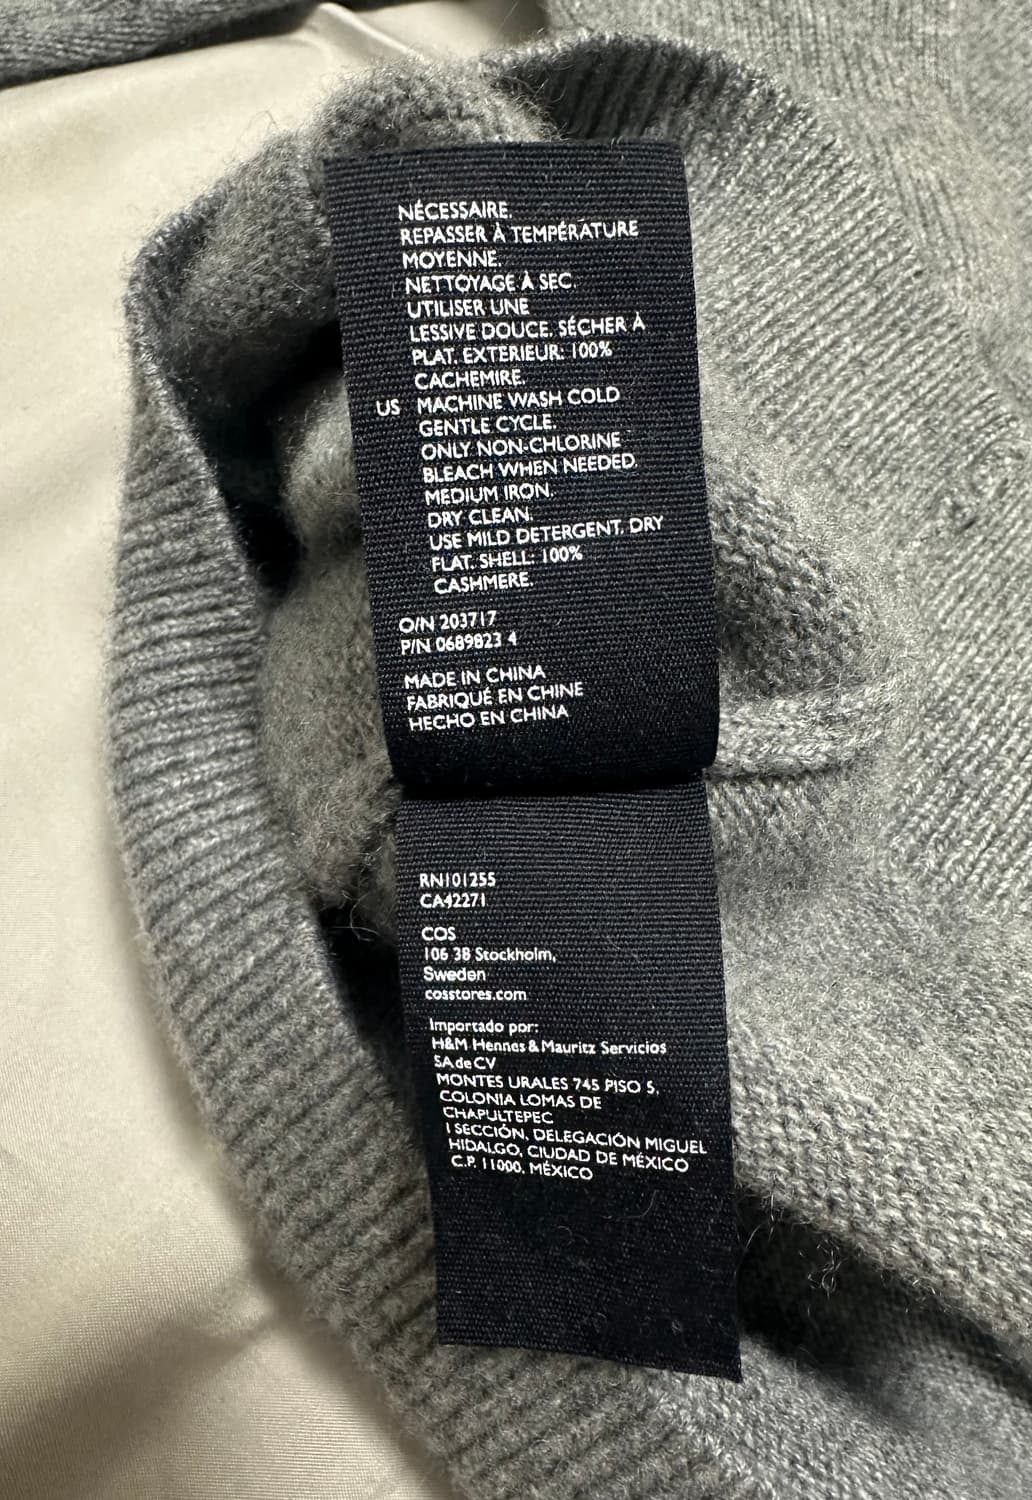 NÉCESSAIRE.
REPASSER À TEMPÉRATURE
MOYENNE.
NETTOYAGE À SEC.
UTILISER UNE
LESSIVE DOUCE. SÉCHER À
PLAT. EXTERIEUR: 100%
CACHEMIRE.
US MACHINE WASH COLD
GENTLE CYCLE.
ONLY NON-CHLORINE
BLEACH WHEN NEEDED.
MEDIUM IRON.
DRY CLEAN.
USE MILD DETERGENT. DRY
FLAT. SHELL: 100%
CASHMERE.
O/N 203717
P/N 0689823 4
MADE IN CHINA
FABRIQUÉ EN CHINE
HECHO EN CHINA
RN101255
CA42271
COS
106 38 Stockholm,
Sweden
cosstores.com
Importado por:
H&M Hennes & Mauritz Servicios
SA de CV
MONTES URALES 745 PISO 5,
COLONIA LOMAS DE
CHAPULTEPEC
I SECCIÓN, DELEGACIÓN MIGUEL
HIDALGO, CIUDAD DE MÉXICO
C.P. 11000. MÉXICO